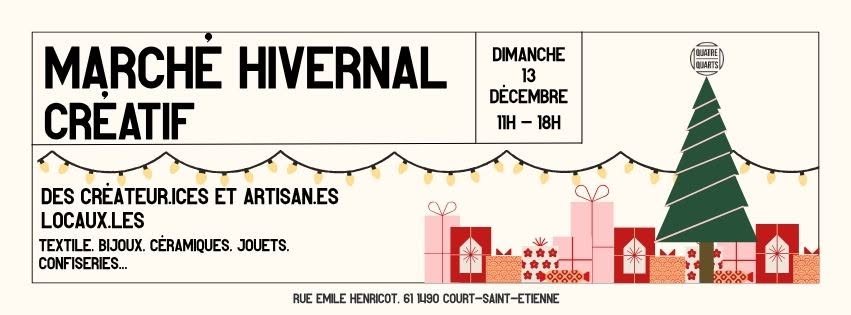 MARCHÉ HIVERNAL
CRÉATIF
DIMANCHE
13
DÉCEMBRE
11H – 18H
QUATRE
QUARTS
DES CRÉATEUR.ICES ET ARTISAN.ES
LOCAUX.LES
TEXTILE, BIJOUX, CÉRAMIQUES, JOUETS,
CONFISERIES...
RUE EMILE HENRICOT, 61 1490 COURT-SAINT-ETIENNE